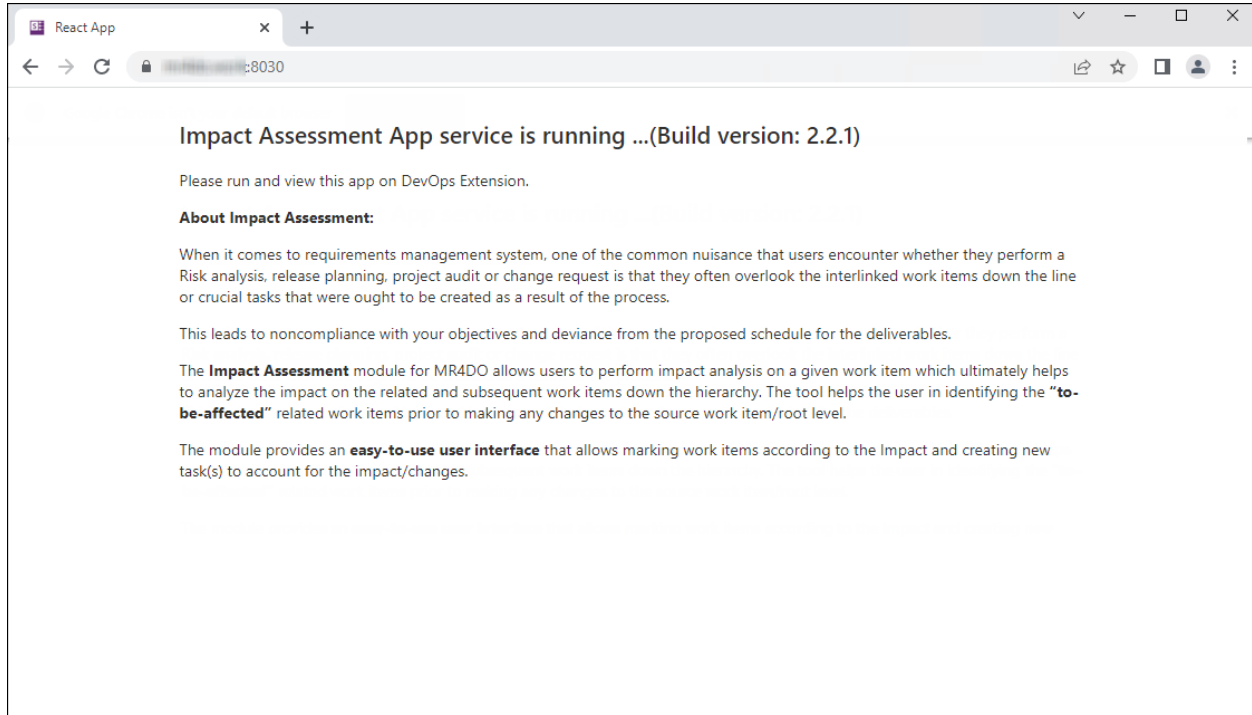 React App
:8030
Impact Assessment App service is running ...(Build version: 2.2.1)
Please run and view this app on DevOps Extension.
About Impact Assessment:
When it comes to requirements management system, one of the common nuisance that users encounter whether they perform a
Risk analysis, release planning, project audit or change request is that they often overlook the interlinked work items down the line
or crucial tasks that were ought to be created as a result of the process.
This leads to noncompliance with your objectives and deviance from the proposed schedule for the deliverables.
The Impact Assessment module for MR4DO allows users to perform impact analysis on a given work item which ultimately helps
to analyze the impact on the related and subsequent work items down the hierarchy. The tool helps the user in identifying the “to-
be-affected” related work items prior to making any changes to the source work item/root level.
The module provides an easy-to-use user interface that allows marking work items according to the Impact and creating new
task(s) to account for the impact/changes.